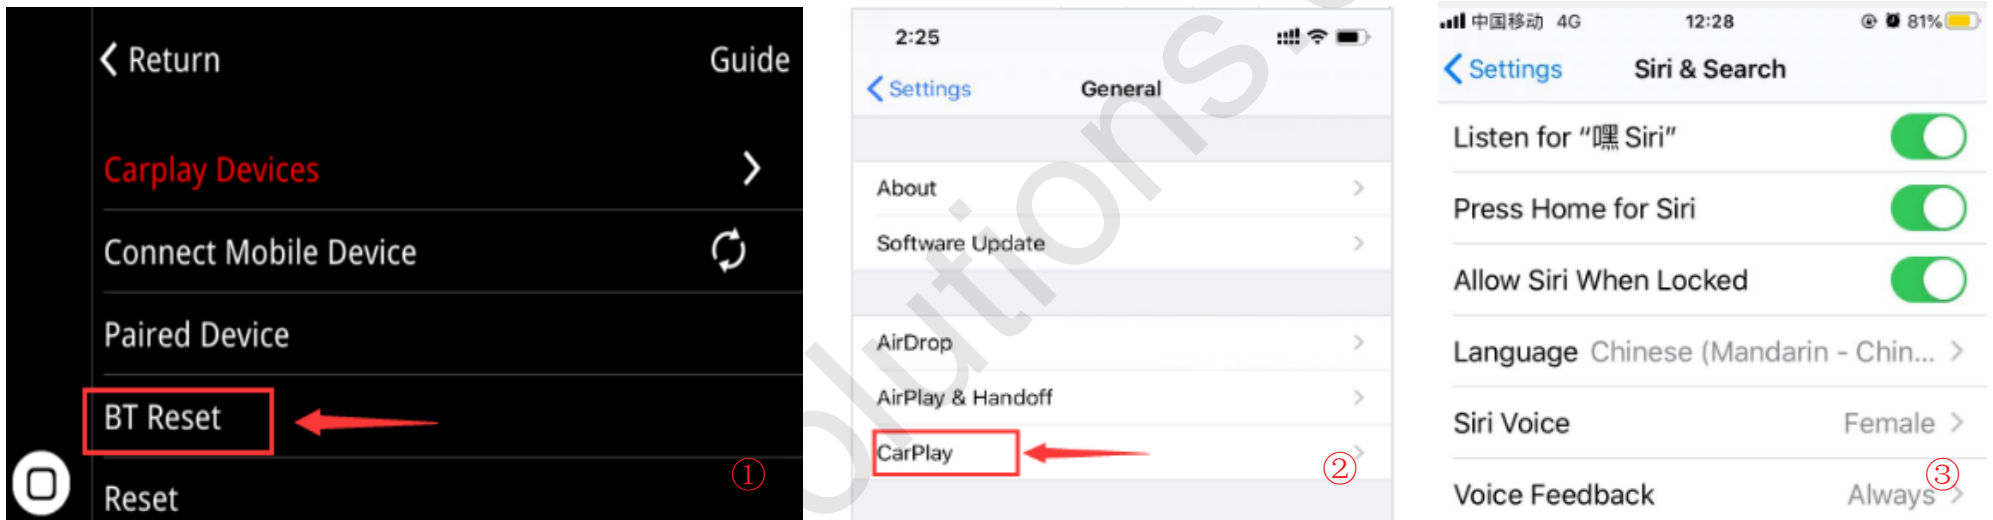 Return
Guide
Carplay Devices
Connect Mobile Device
Paired Device
BT Reset
①
Reset
2:25
Settings
General
About
Software Update
AirDrop
AirPlay & Handoff
CarPlay
②
中国移动 4G
12:28
81%
Settings
Siri & Search
Listen for “嘿 Siri”
Press Home for Siri
Allow Siri When Locked
Language Chinese (Mandarin - Chin...
Siri Voice Female
③
Voice Feedback Always
olutions.